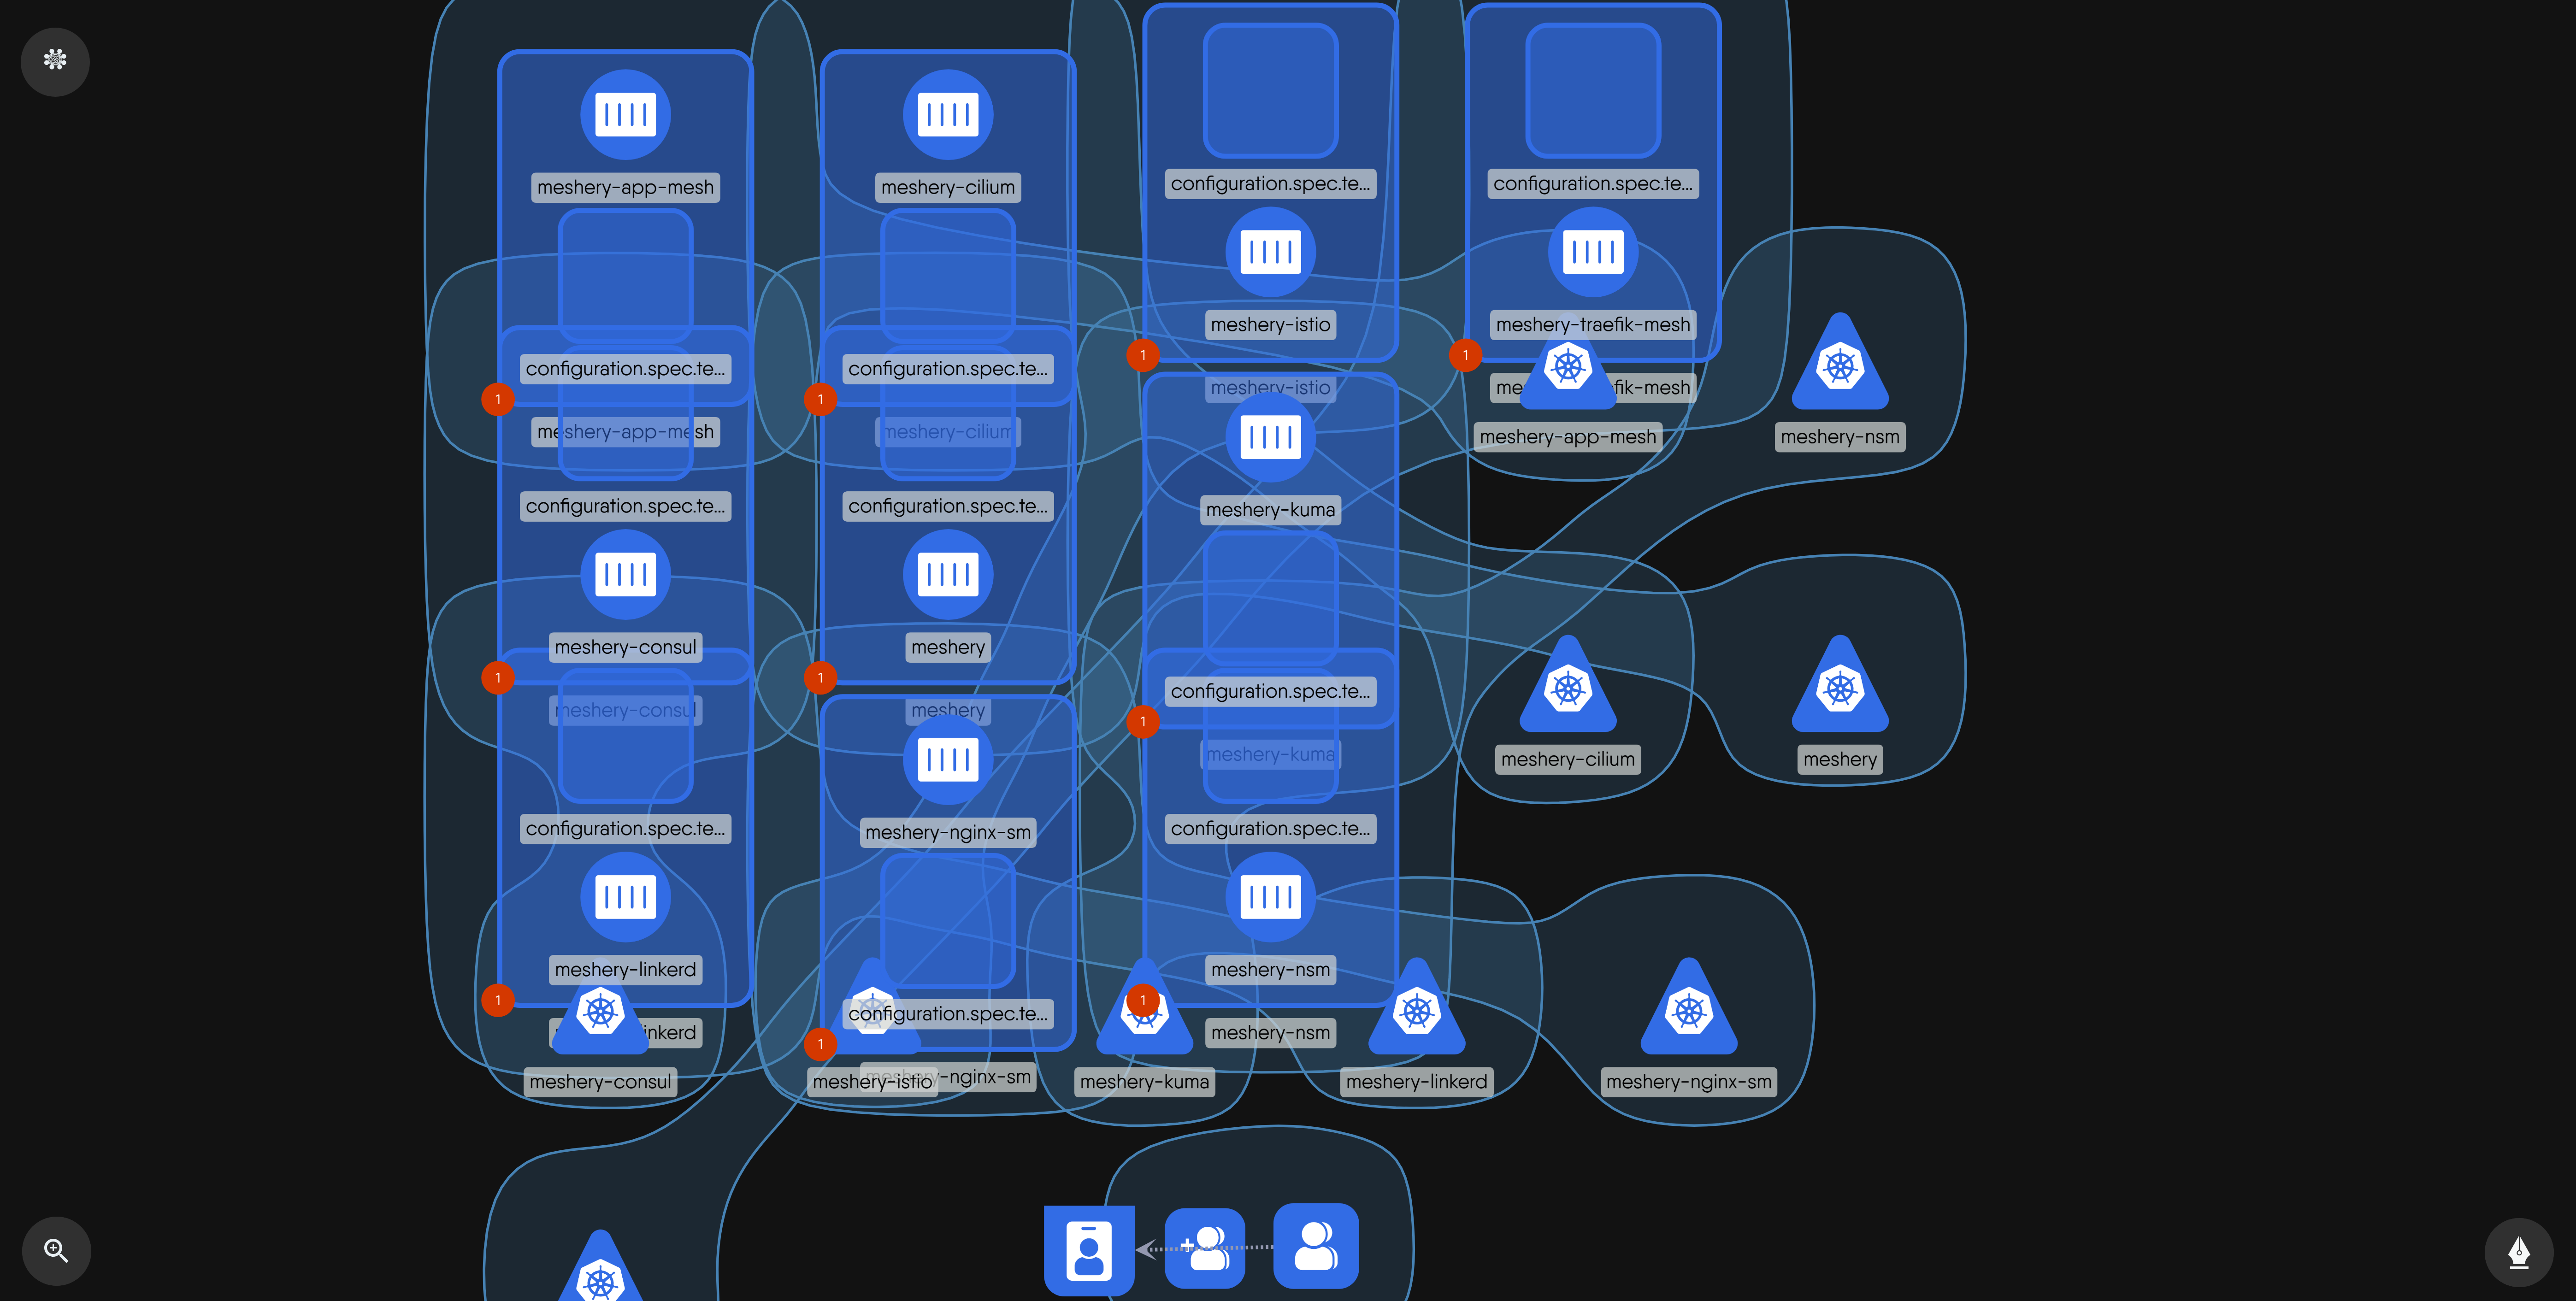 meshery-app-mesh
meshery-cilium
configuration.spec.te...
configuration.spec.te...
meshery-istio
meshery-traefik-mesh
1
1
configuration.spec.te...
configuration.spec.te...
meshery-istio
me fik-mesh
1
1
meshery-app-mesh
meshery-cilium
meshery-app-mesh
meshery-nsm
configuration.spec.te...
configuration.spec.te...
meshery-kuma
meshery-consul
meshery
1
1
configuration.spec.te...
meshery-consul
meshery
1
meshery-kuma
meshery-cilium
meshery
configuration.spec.te...
meshery-nginx-sm
configuration.spec.te...
meshery-linkerd
meshery-nsm
1
1
configuration.spec.te...
inkerd
meshery-nsm
1
meshery-consul
meshery-istio
-nginx-sm
meshery-kuma
meshery-linkerd
meshery-nginx-sm